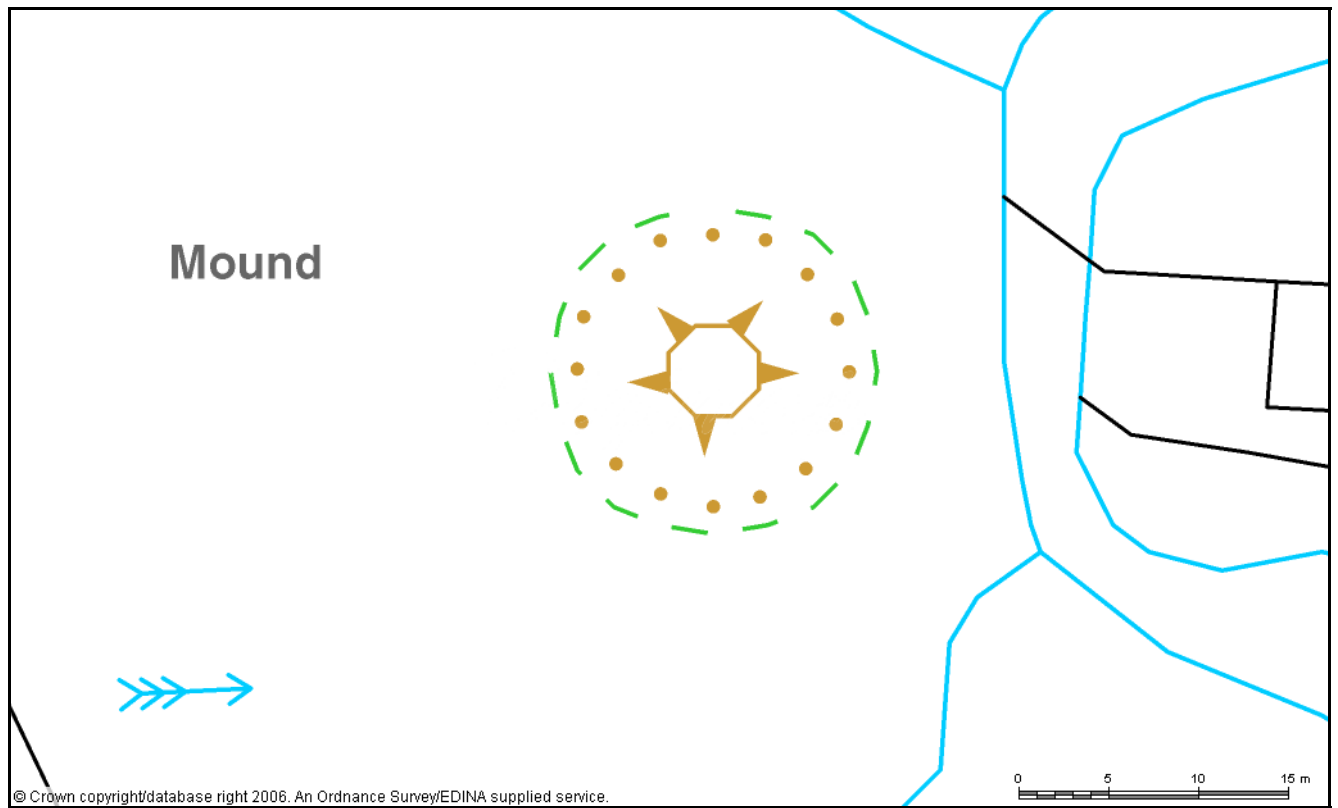 Mound
0 5 10 15 m
© Crown copyright/database right 2006. An Ordnance Survey/EDINA supplied service.